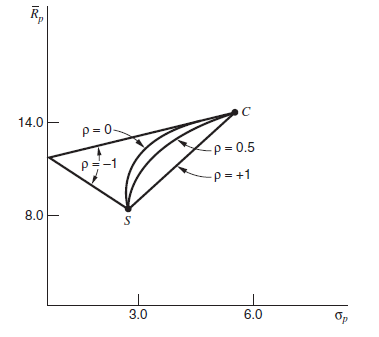 R̄p
C
14.0
ρ = 0
ρ = 0.5
ρ = –1
ρ = +1
8.0
S
3.0
6.0
σp